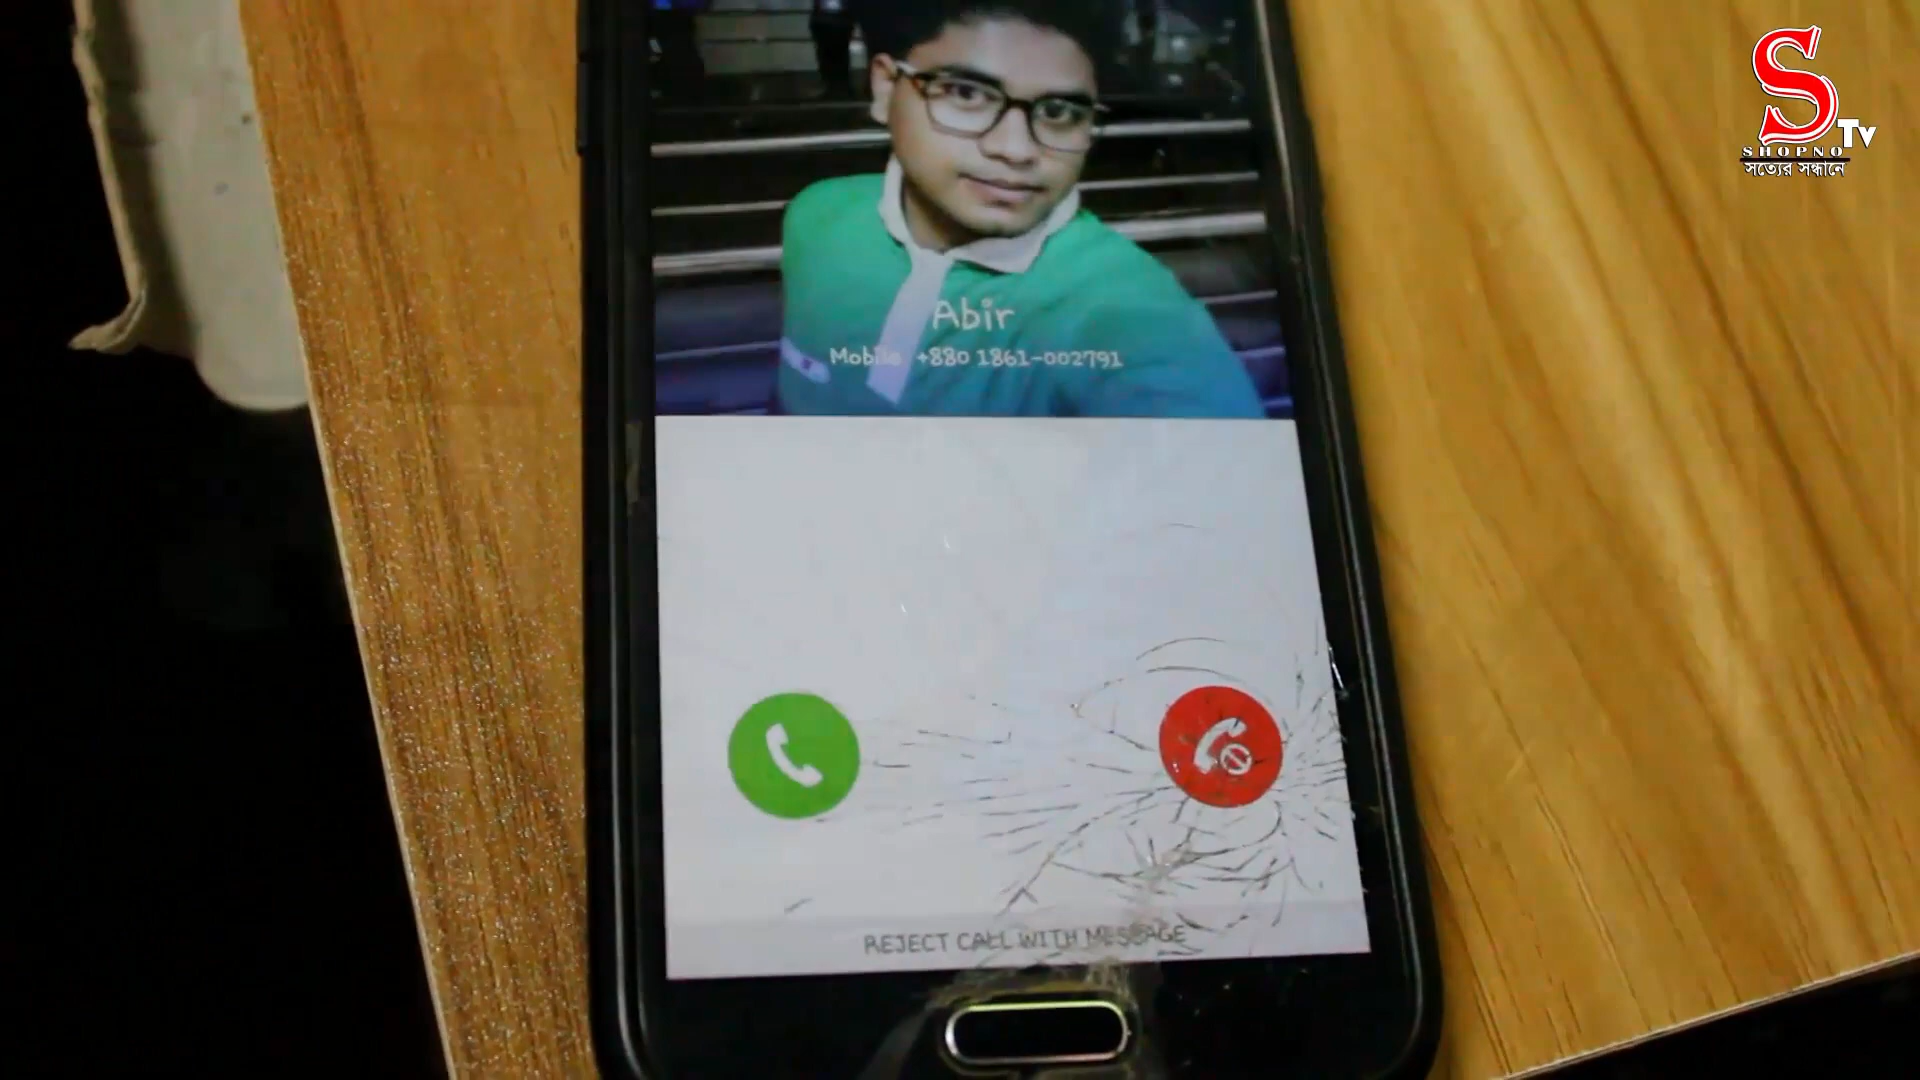 S Tv
SHOPNO
সত্যের সন্ধানে
Abir
Mobile +880 1861-002791
REJECT CALL WITH MESSAGE